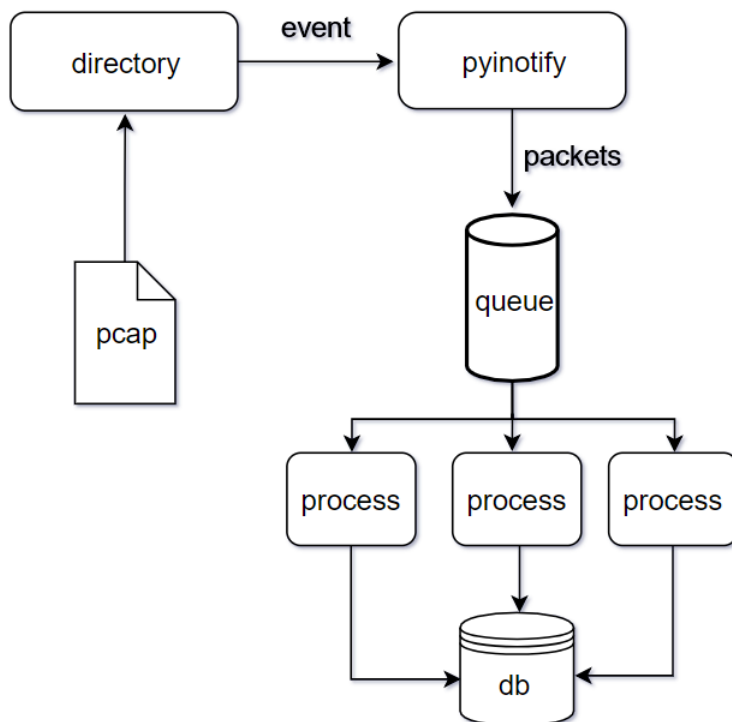 event
directory
pyinotify
packets
queue
pcap
process
process
process
db